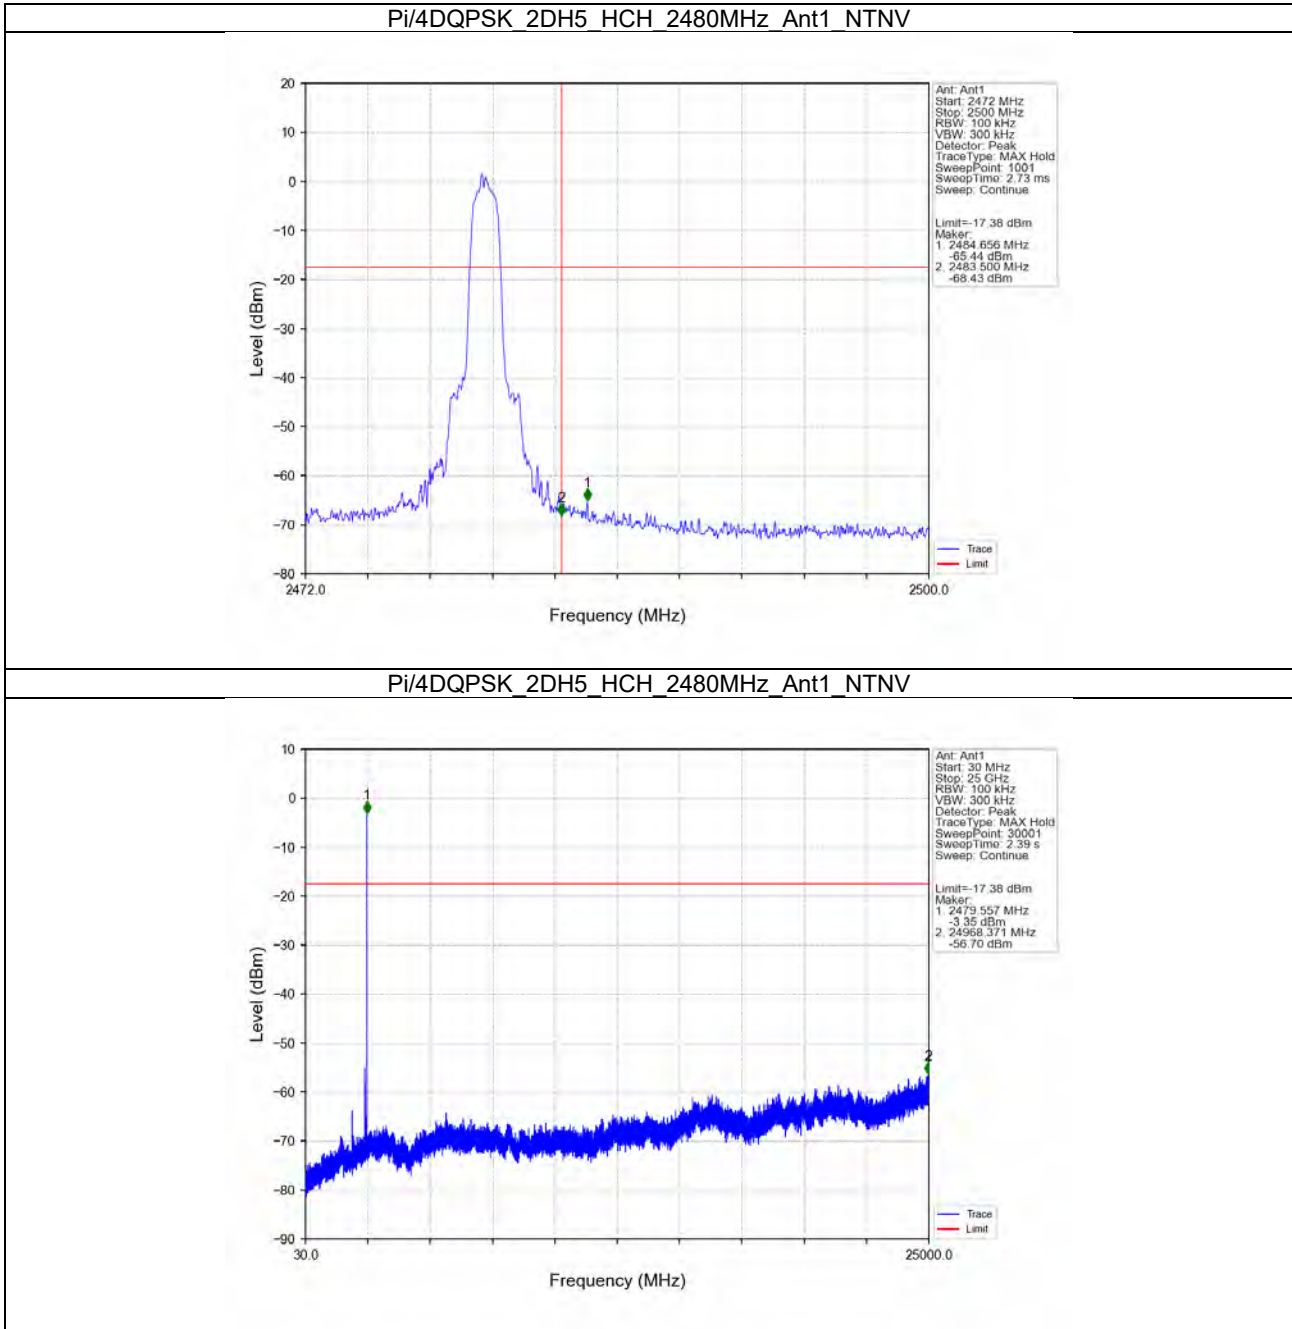 Pi/4DQPSK_2DH5_HCH_2480MHz_Ant1_NTNV
20
10
0
−10
−20
−30
−40
−50
−60
−70
−80
Level (dBm)
2472.0
2500.0
Frequency (MHz)
1
2
Ant: Ant1
Start: 2472 MHz
Stop: 2500 MHz
RBW: 100 kHz
VBW: 300 kHz
Detector: Peak
TraceType: MAX Hold
SweepPoint: 1001
SweepTime: 2.73 ms
Sweep: Continue
Limit=-17.38 dBm
Maker:
1. 2484.656 MHz
-65.44 dBm
2. 2483.500 MHz
-68.43 dBm
Trace
Limit
Pi/4DQPSK_2DH5_HCH_2480MHz_Ant1_NTNV
10
0
−10
−20
−30
−40
−50
−60
−70
−80
−90
Level (dBm)
30.0
25000.0
Frequency (MHz)
1
2
Ant: Ant1
Start: 30 MHz
Stop: 25 GHz
RBW: 100 kHz
VBW: 300 kHz
Detector: Peak
TraceType: MAX Hold
SweepPoint: 30001
SweepTime: 2.39 s
Sweep: Continue
Limit=-17.38 dBm
Maker:
1. 2479.557 MHz
-3.35 dBm
2. 24968.371 MHz
-56.70 dBm
Trace
Limit